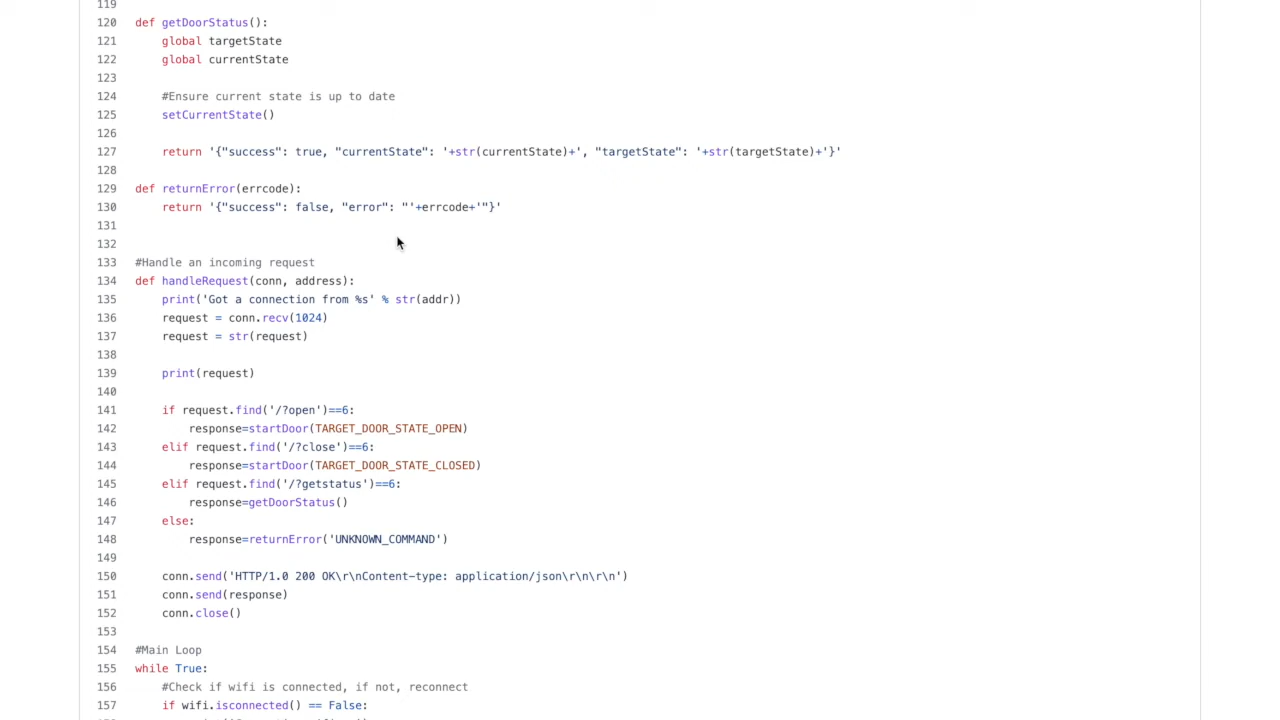 119
120 def getDoorStatus():
121 global targetState
122 global currentState
123
124 #Ensure current state is up to date
125 setCurrentState()
126
127 return '{"success": true, "currentState": '+str(currentState)+', "targetState": '+str(targetState)+'}'
128
129 def returnError(errcode):
130 return '{"success": false, "error": "'+errcode+'"}'
131
132
133 #Handle an incoming request
134 def handleRequest(conn, address):
135 print('Got a connection from %s' % str(addr))
136 request = conn.recv(1024)
137 request = str(request)
138
139 print(request)
140
141 if request.find('/?open')==6:
142 response=startDoor(TARGET_DOOR_STATE_OPEN)
143 elif request.find('/?close')==6:
144 response=startDoor(TARGET_DOOR_STATE_CLOSED)
145 elif request.find('/?getstatus')==6:
146 response=getDoorStatus()
147 else:
148 response=returnError('UNKNOWN_COMMAND')
149
150 conn.send('HTTP/1.0 200 OK\r\nContent-type: application/json\r\n\r\n')
151 conn.send(response)
152 conn.close()
153
154 #Main Loop
155 while True:
156 #Check if wifi is connected, if not, reconnect
157 if wifi.isconnected() == False: